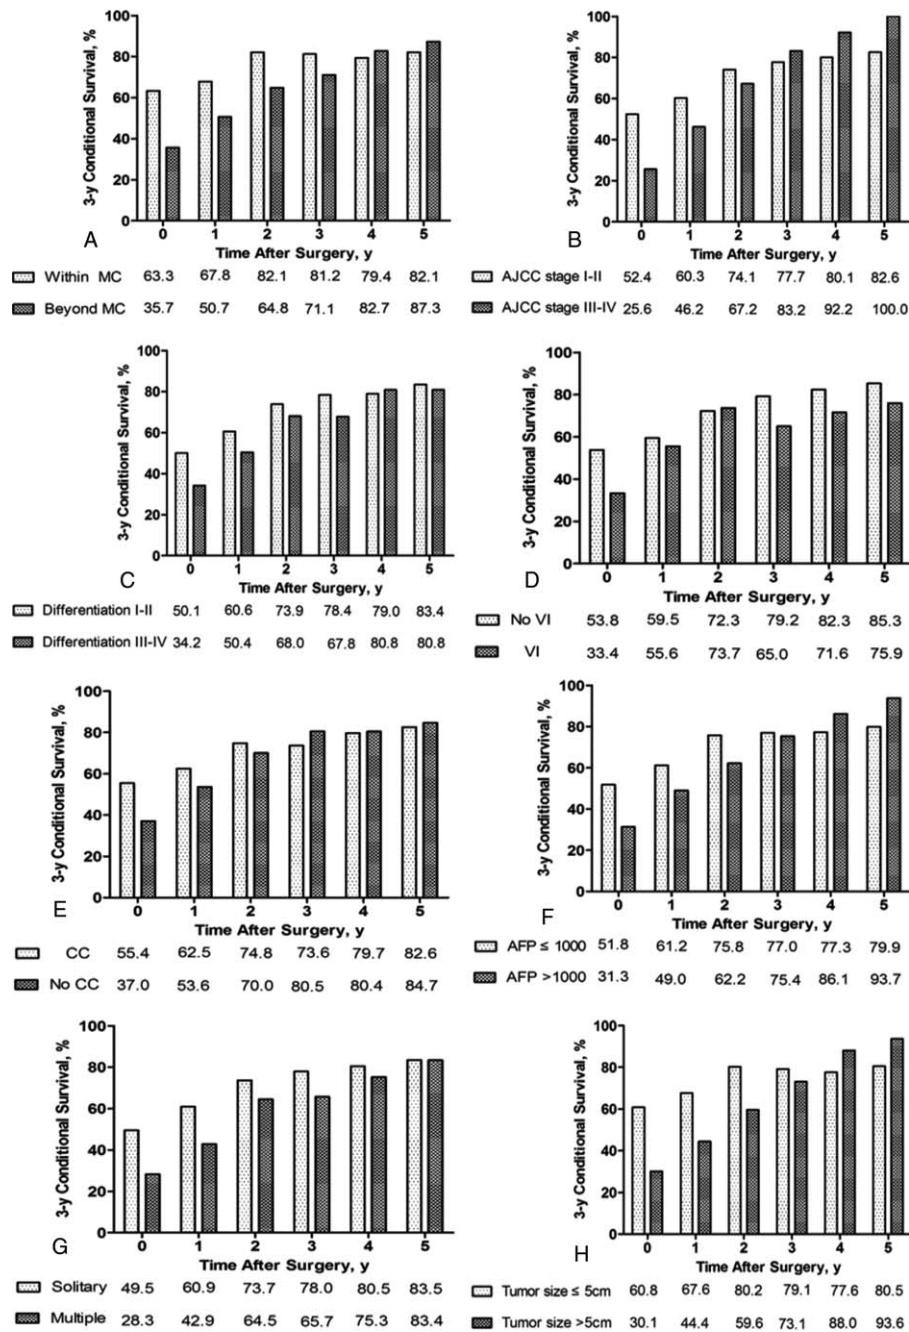 3-y Conditional Survival, %
100
80
60
40
20
0
0 1 2 3 4 5
A
Time After Surgery, y
Within MC 63.3 67.8 82.1 81.2 79.4 82.1
Beyond MC 35.7 50.7 64.8 71.1 82.7 87.3
3-y Conditional Survival, %
100
80
60
40
20
0
0 1 2 3 4 5
B
Time After Surgery, y
AJCC stage I-II 52.4 60.3 74.1 77.7 80.1 82.6
AJCC stage III-IV 25.6 46.2 67.2 83.2 92.2 100.0
3-y Conditional Survival, %
100
80
60
40
20
0
0 1 2 3 4 5
C
Time After Surgery, y
Differentiation I-II 50.1 60.6 73.9 78.4 79.0 83.4
Differentiation III-IV 34.2 50.4 68.0 67.8 80.8 80.8
3-y Conditional Survival, %
100
80
60
40
20
0
0 1 2 3 4 5
D
Time After Surgery, y
No VI 53.8 59.5 72.3 79.2 82.3 85.3
VI 33.4 55.6 73.7 65.0 71.6 75.9
3-y Conditional Survival, %
100
80
60
40
20
0
0 1 2 3 4 5
E
Time After Surgery, y
CC 55.4 62.5 74.8 73.6 79.7 82.6
No CC 37.0 53.6 70.0 80.5 80.4 84.7
3-y Conditional Survival, %
100
80
60
40
20
0
0 1 2 3 4 5
F
Time After Surgery, y
AFP ≤ 1000 51.8 61.2 75.8 77.0 77.3 79.9
AFP >1000 31.3 49.0 62.2 75.4 86.1 93.7
3-y Conditional Survival, %
100
80
60
40
20
0
0 1 2 3 4 5
G
Time After Surgery, y
Solitary 49.5 60.9 73.7 78.0 80.5 83.5
Multiple 28.3 42.9 64.5 65.7 75.3 83.4
3-y Conditional Survival, %
100
80
60
40
20
0
0 1 2 3 4 5
H
Time After Surgery, y
Tumor size ≤ 5cm 60.8 67.6 80.2 79.1 77.6 80.5
Tumor size >5cm 30.1 44.4 59.6 73.1 88.0 93.6